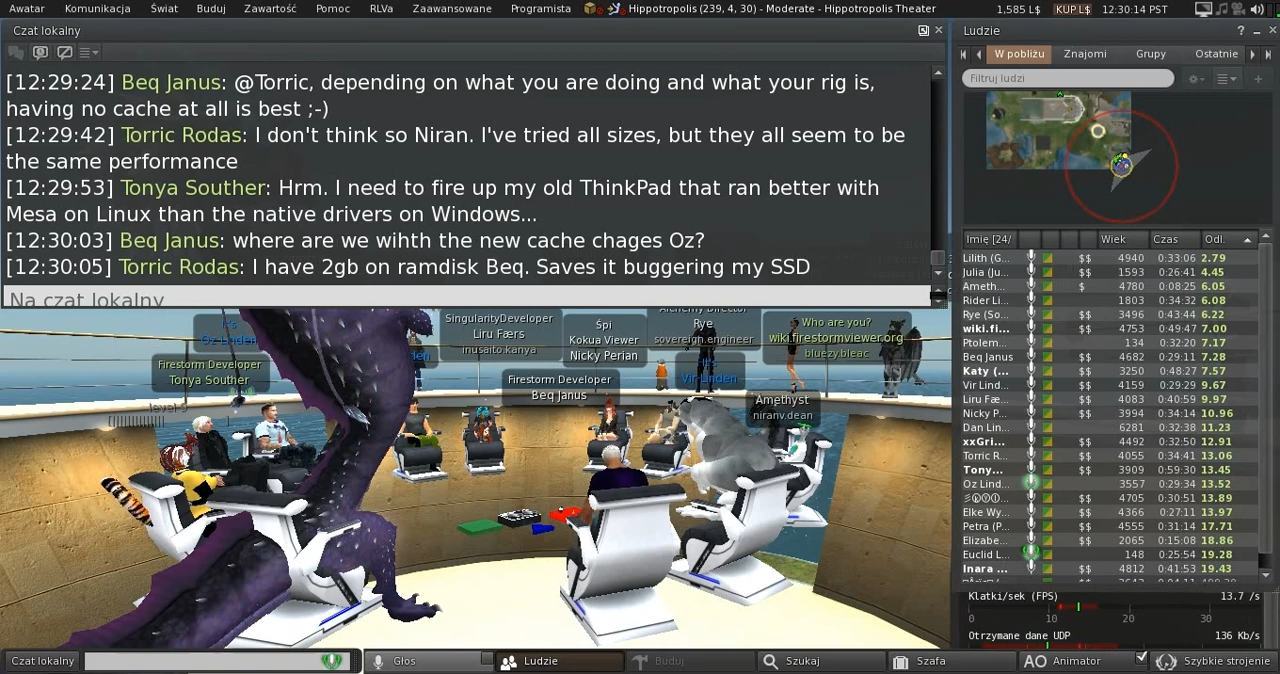 Awatar Komunikacja Świat Buduj Zawartość Pomoc RLVa Zaawansowane Programista Hippotropolis (239, 4, 30) - Moderate - Hippotropolis Theater 1,585 L$ KUP L$ 12:30:14 PST
Czat lokalny
[12:29:24] Beq Janus: @Torric, depending on what you are doing and what your rig is,
having no cache at all is best ;-)
[12:29:42] Torric Rodas: I don't think so Niran. I've tried all sizes, but they all seem to be
the same performance
[12:29:53] Tonya Souther: Hrm. I need to fire up my old ThinkPad that ran better with
Mesa on Linux than the native drivers on Windows...
[12:30:03] Beq Janus: where are we wihth the new cache chages Oz?
[12:30:05] Torric Rodas: I have 2gb on ramdisk Beq. Saves it buggering my SSD
Na czat lokalny
It's
Oz Linden
Firestorm Developer
Tonya Souther
level-9
SingularityDeveloper
Liru Færs
inusaito.kanya
Firestorm Developer
Beq Janus
Śpi
Kokua Viewer
Nicky Perian
Alchemy Director
Rye
sovereign.engineer
Vir Linden
Who are you?
wiki.firestormviewer.org
bluezy.bleac
Amethyst
niranv.dean
Ludzie
W pobliżu Znajomi Grupy Ostatnie
Filtruj ludzi
Imię [24/ Wiek Czas Odl.
Lilith (G... $$ 4940 0:33:06 2.79
Julia (Ju... $$ 1593 0:26:41 4.45
Ameth... $ 4780 0:08:25 6.05
Rider Li... 1803 0:34:32 6.08
Rye (So... $$ 3496 0:43:44 6.22
wiki.fi... $$ 4753 0:49:47 7.00
Ptolem... 134 0:32:20 7.17
Beq Janus $$ 4682 0:29:11 7.28
Katy (... $$ 3250 0:48:27 7.57
Vir Lind... $$ 4159 0:29:29 9.67
Liru Fæ... $$ 4083 0:40:59 9.97
Nicky P... $$ 3994 0:34:14 10.96
Dan Lin... 6281 0:32:38 11.23
xxGri... $$ 4492 0:32:50 12.91
Torric R... $$ 4055 0:34:41 13.06
Tony... $$ 3909 0:59:30 13.45
Oz Lind... 3557 0:29:34 13.52
$$ 4705 0:30:51 13.89
Elke Wy... $$ 4366 0:27:11 13.97
Petra (P... $$ 4555 0:31:14 17.71
Elizabe... $$ 2065 0:15:08 18.86
Euclid L... 148 0:25:54 19.28
Inara ... $$ 4812 0:41:53 19.43
Klatki/sek (FPS) 13.7 /s
0 10 20 30
Otrzymane dane UDP 136 Kb/s
Czat lokalny Głos Ludzie Buduj Szukaj Szafa AO Animator Szybkie strojenie